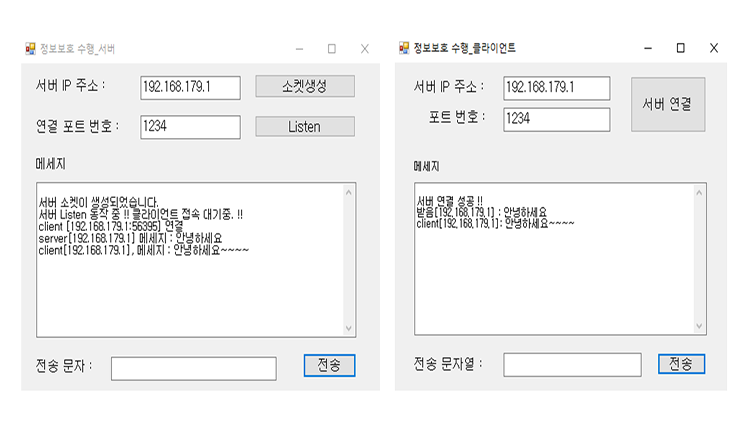 정보보호 수행_서버
서버 IP 주소 :
192.168.179.1
소켓생성
연결 포트 번호 :
1234
Listen
메세지
서버 소켓이 생성되었습니다.
서버 Listen 동작 중 !! 클라이언트 접속 대기중. !!
client [192.168.179.1:56395] 연결
server[192.168.179.1] 메세지 : 안녕하세요
client[192.168.179.1], 메세지 : 안녕하세요~~~~
전송 문자 :
전송
정보보호 수행_클라이언트
서버 IP 주소 :
192.168.179.1
포트 번호 :
1234
서버 연결
메세지
서버 연결 성공 !!
받음[192.168.179.1] : 안녕하세요
client[192.168.179.1]: 안녕하세요~~~~
전송 문자열 :
전송